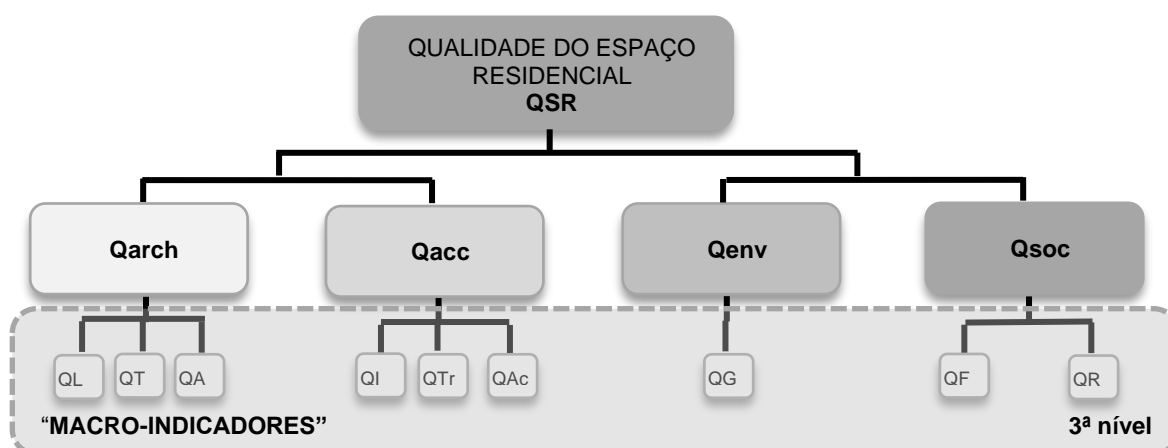 QUALIDADE DO ESPAÇO
RESIDENCIAL
QSR
Qarch
Qacc
Qenv
Qsoc
QL
QT
QA
QI
QTr
QAc
QG
QF
QR
“MACRO-INDICADORES”
3ª nível